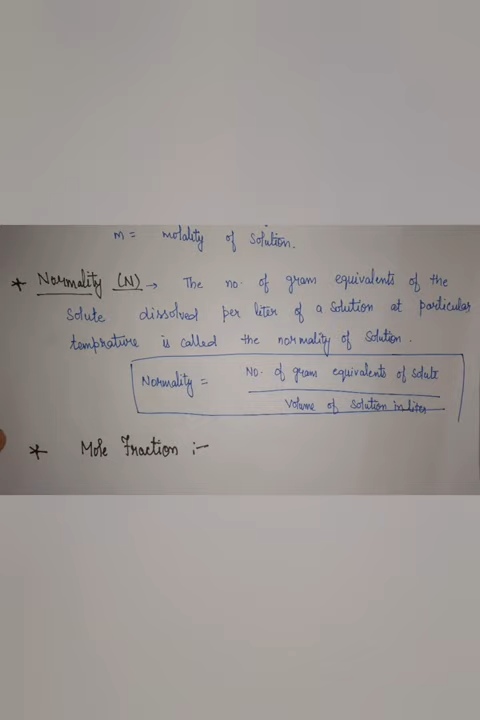 m = molality of solution.
* Normality (N) → The no. of gram equivalents of the
solute dissolved per liter of a solution at particular
temprature is called the normality of solution.
Normality = No. of gram equivalents of solute
Volume of solution in liter
* Mole Fraction :-